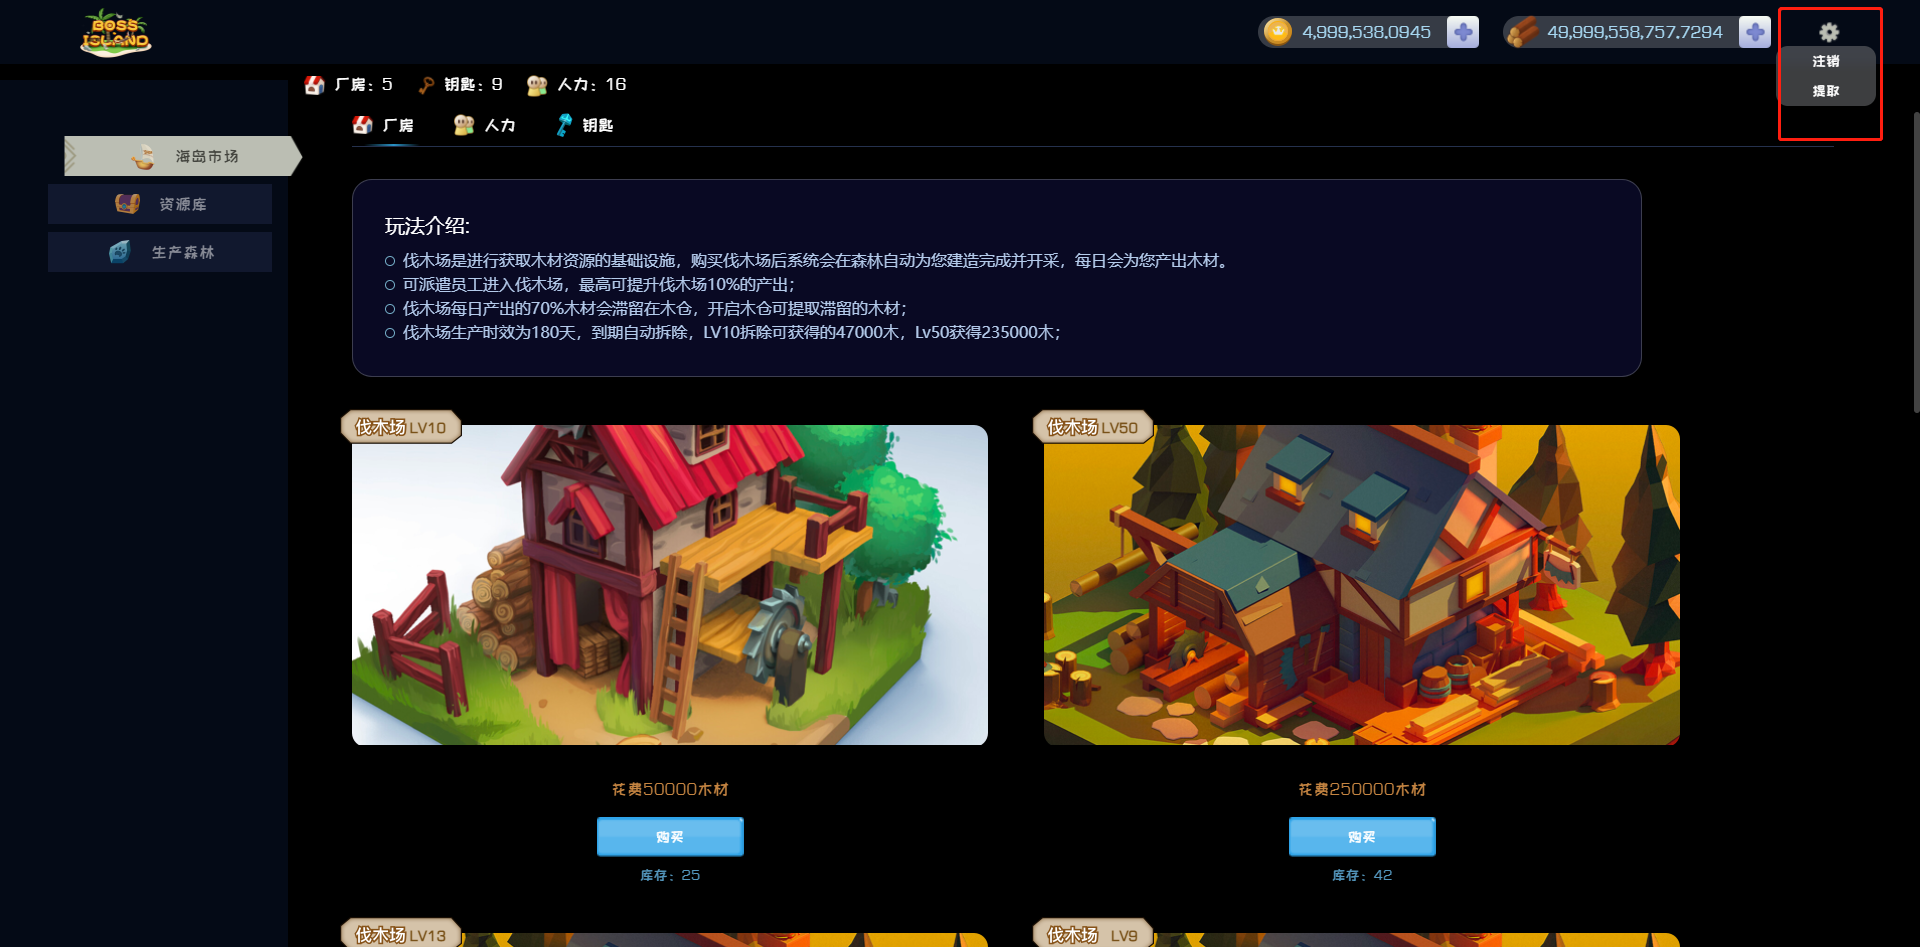 BOSS
ISLAND
4,999,538.0945
49,999,558,757.7294
注销
提取
厂房：5
钥匙：9
人力：16
厂房
人力
钥匙
海岛市场
资源库
生产森林
玩法介绍:
伐木场是进行获取木材资源的基础设施，购买伐木场后系统会在森林自动为您建造完成并开采，每日会为您产出木材。
可派遣员工进入伐木场，最高可提升伐木场10%的产出；
伐木场每日产出的70%木材会滞留在木仓，开启木仓可提取滞留的木材；
伐木场生产时效为180天，到期自动拆除，LV10拆除可获得的47000木，Lv50获得235000木；
伐木场 LV10
伐木场 LV50
花费50000木材
花费250000木材
购买
购买
库存：25
库存：42
伐木场 LV13
伐木场 LV9